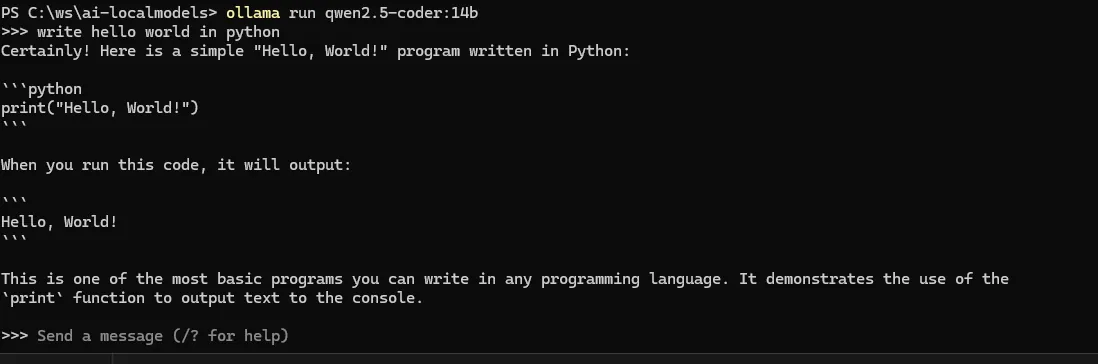 PS C:\ws\ai-localmodels> ollama run qwen2.5-coder:14b
>>> write hello world in python
Certainly! Here is a simple "Hello, World!" program written in Python:
```python
print("Hello, World!")
```
When you run this code, it will output:
```
Hello, World!
```
This is one of the most basic programs you can write in any programming language. It demonstrates the use of the
`print` function to output text to the console.
>>> Send a message (/? for help)